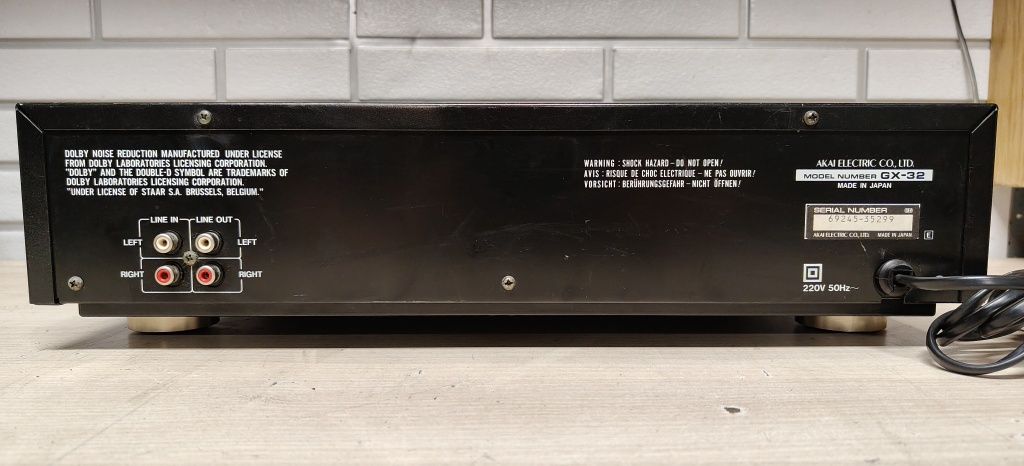 DOLBY NOISE REDUCTION MANUFACTURED UNDER LICENSE
FROM DOLBY LABORATORIES LICENSING CORPORATION.
"DOLBY" AND THE DOUBLE-D SYMBOL ARE TRADEMARKS OF
DOLBY LABORATORIES LICENSING CORPORATION.
"UNDER LICENSE OF STAAR S.A. BRUSSELS, BELGIUM."
LINE IN LINE OUT
LEFT LEFT
RIGHT RIGHT
WARNING : SHOCK HAZARD - DO NOT OPEN!
AVIS : RISQUE DE CHOC ELECTRIQUE - NE PAS OUVRIR!
VORSICHT : BERÜHRUNGSGEFAHR - NICHT ÖFFNEN!
AKAI ELECTRIC CO., LTD.
MODEL NUMBER GX-32
MADE IN JAPAN
SERIAL NUMBER
69245-35299
AKAI ELECTRIC CO., LTD. MADE IN JAPAN
E
220V 50Hz~